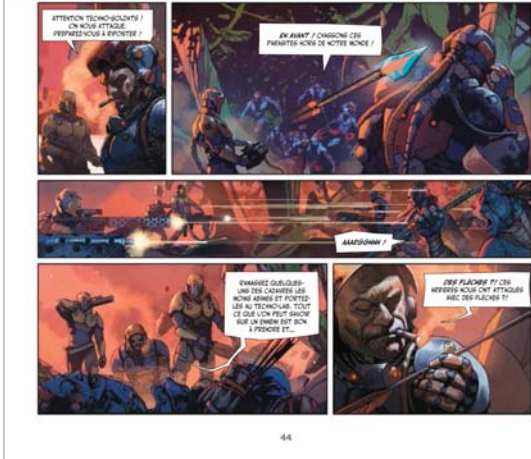 ATTENTION TECHNO-SOLDATS !
ON NOUS ATTAQUE.
PRÉPAREZ-VOUS À RIPOSTER !
EN AVANT ! CHASSONS CES
PARASITES HORS DE NOTRE MONDE !
AAARGGHHH !
RAMASSEZ QUELQUES-
UNS DES CADAVRES LES
MOINS ABÎMÉS ET PORTEZ-
LES AU TECHNO-LAB. TOUT
CE QUE L'ON PEUT SAVOIR
SUR UN ENNEMI EST BON
À PRENDRE ET...
DES FLÈCHES ?! CES
ARRIÉRÉS NOUS ONT ATTAQUÉS
AVEC DES FLÈCHES ?!
44